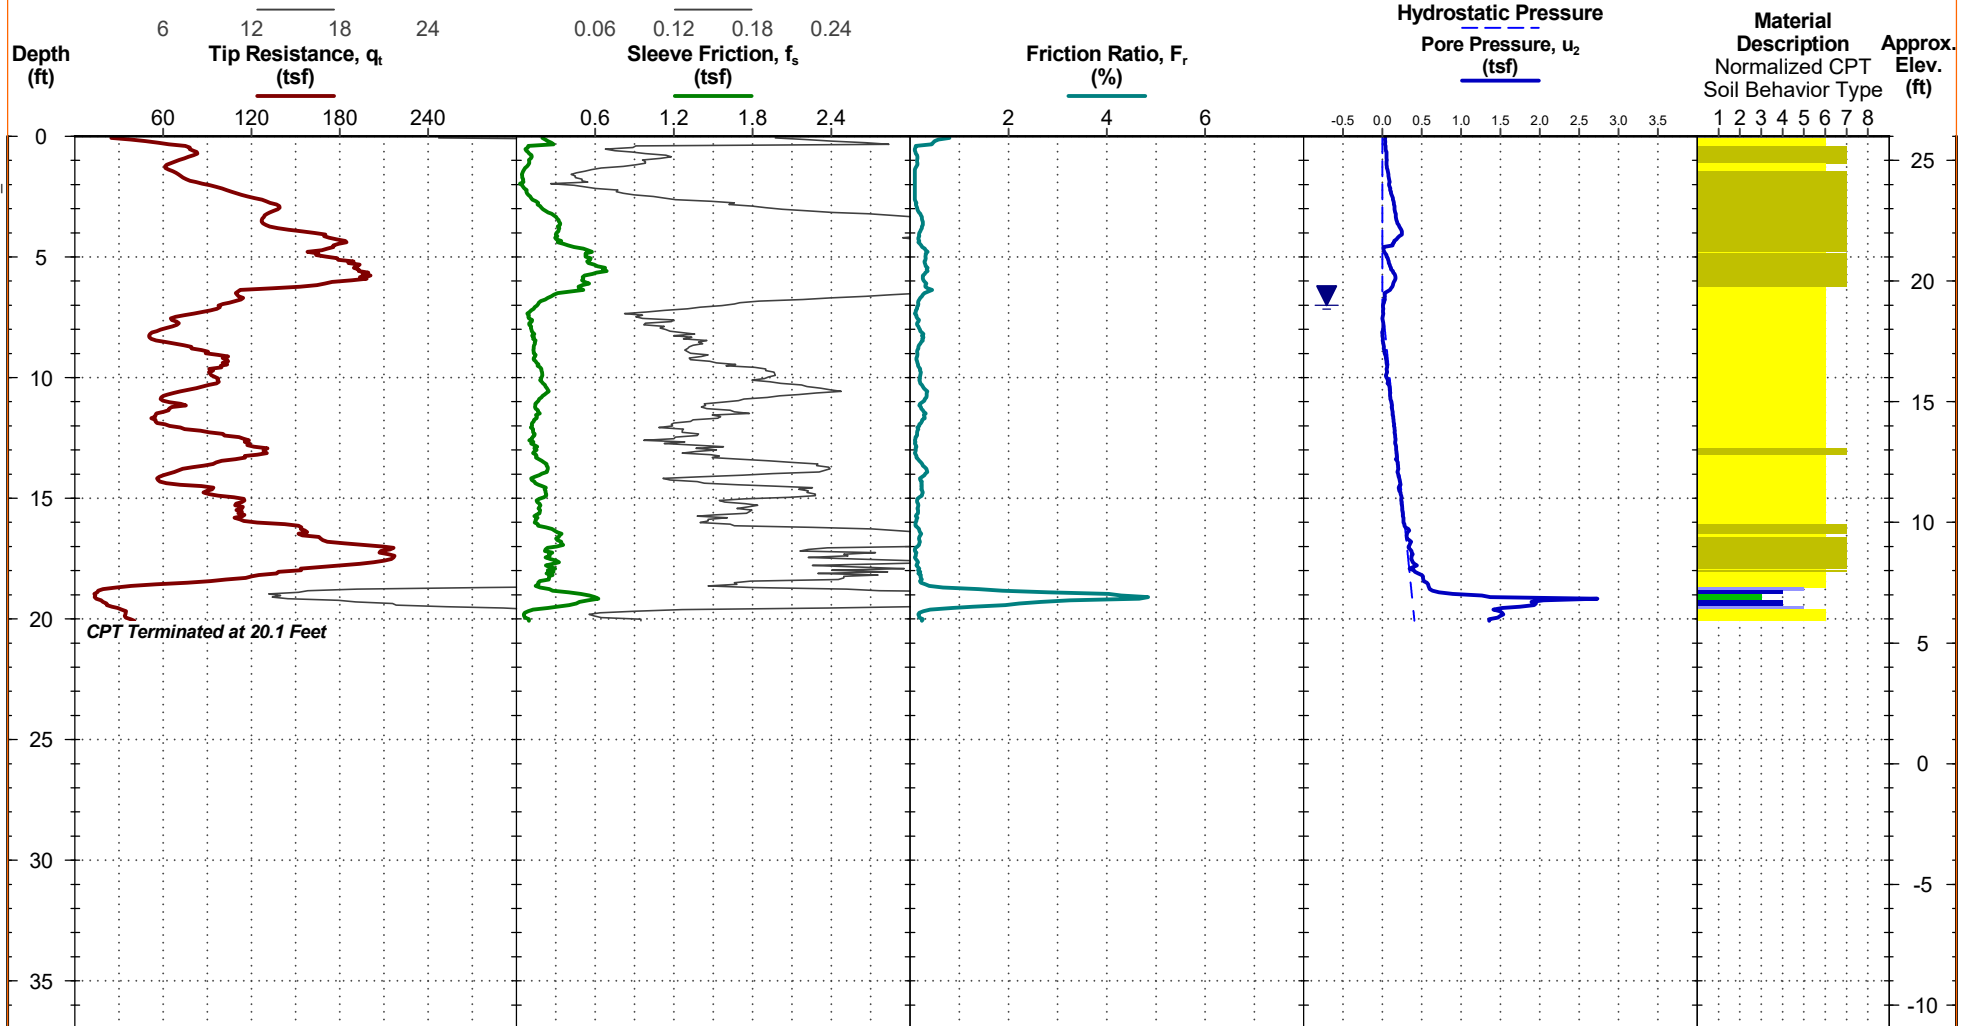 6 12 18 24
0.06 0.12 0.18 0.24
Hydrostatic Pressure
Depth
(ft)
Tip Resistance, qt
(tsf)
60 120 180 240
Sleeve Friction, fs
(tsf)
0.6 1.2 1.8 2.4
Friction Ratio, Fr
(%)
2 4 6
Pore Pressure, u2
(tsf)
-0.5 0.0 0.5 1.0 1.5 2.0 2.5 3.0 3.5
Material
Description
Normalized CPT
Soil Behavior Type
1 2 3 4 5 6 7 8
Approx.
Elev.
(ft)
0
5
10
15
20
25
30
35
CPT Terminated at 20.1 Feet
25
20
15
10
5
0
-5
-10